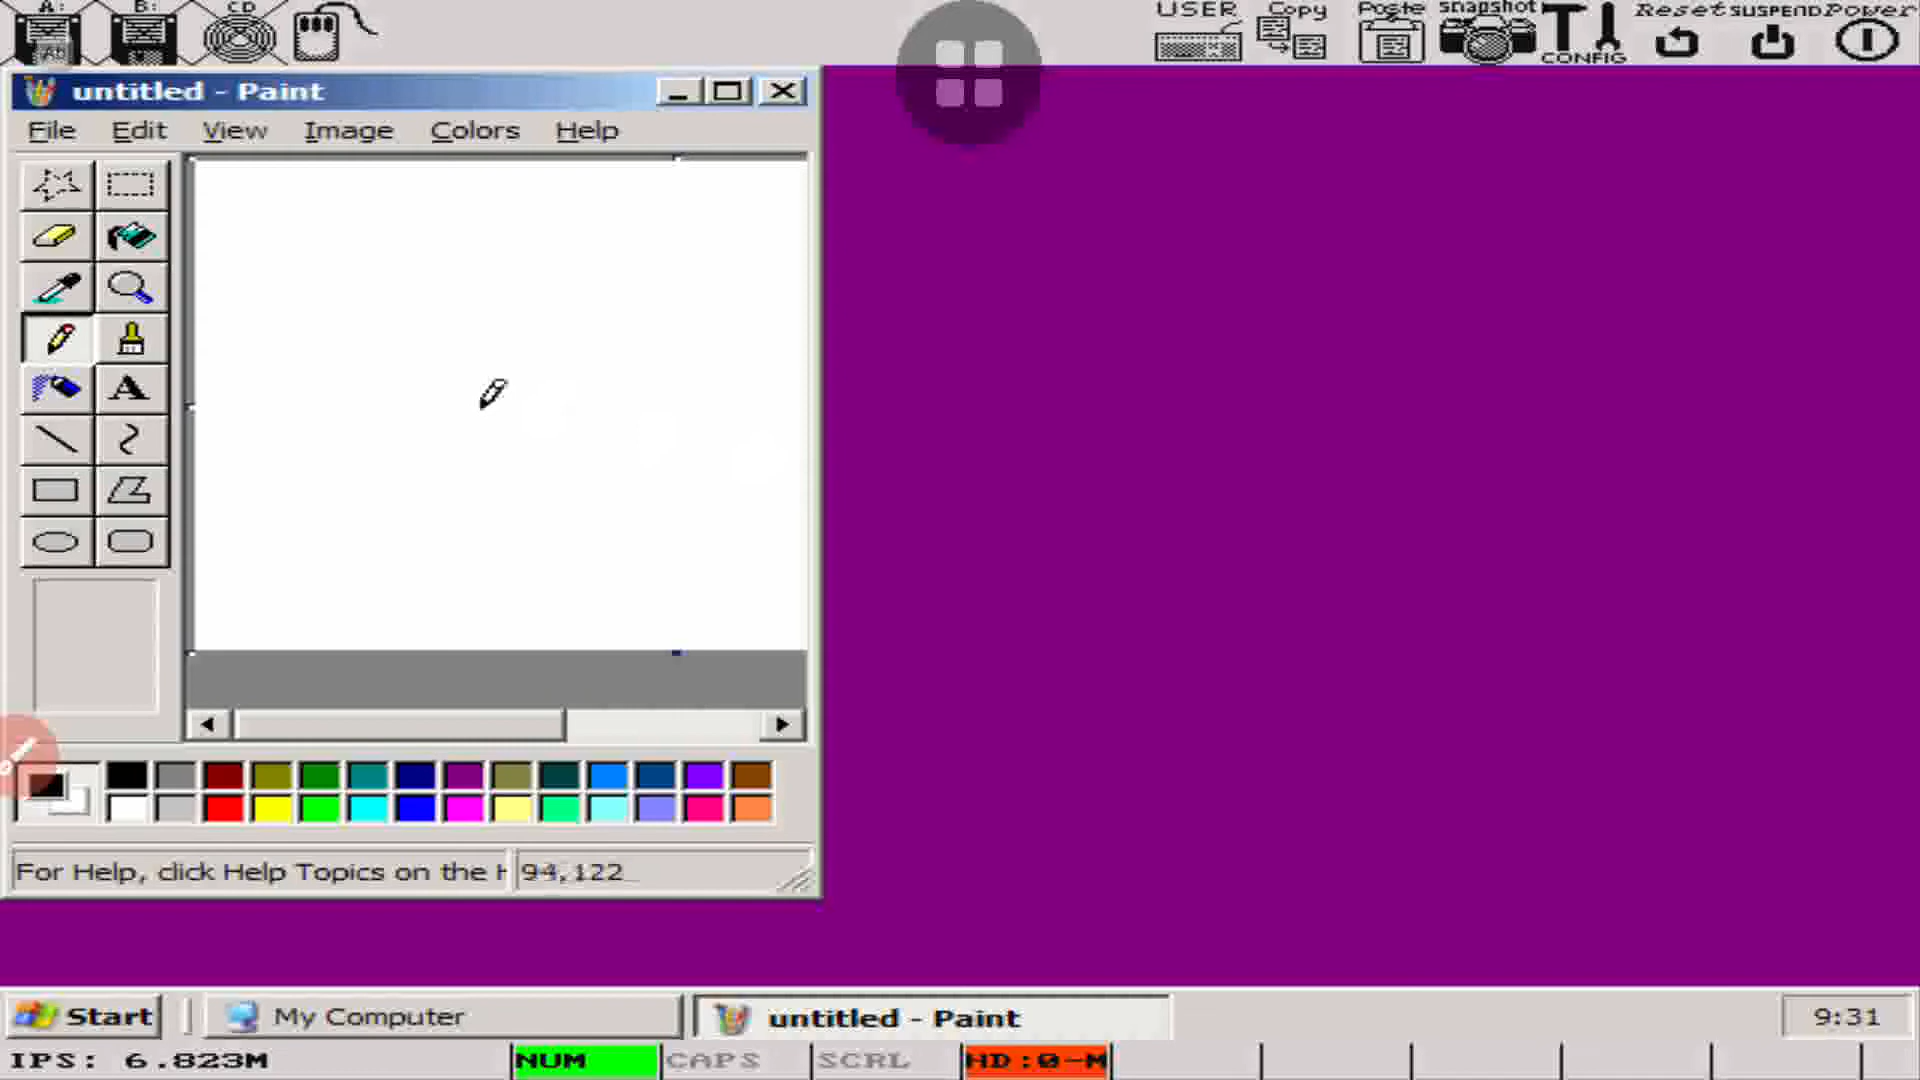 A: B: CD USER Copy Paste snapshot CONFIG Reset SUSPEND Power
untitled - Paint
File Edit View Image Colors Help
A
For Help, click Help Topics on the H 94,122
Start My Computer untitled - Paint 9:31
IPS: 6.823M NUM CAPS SCRL HD:0-M